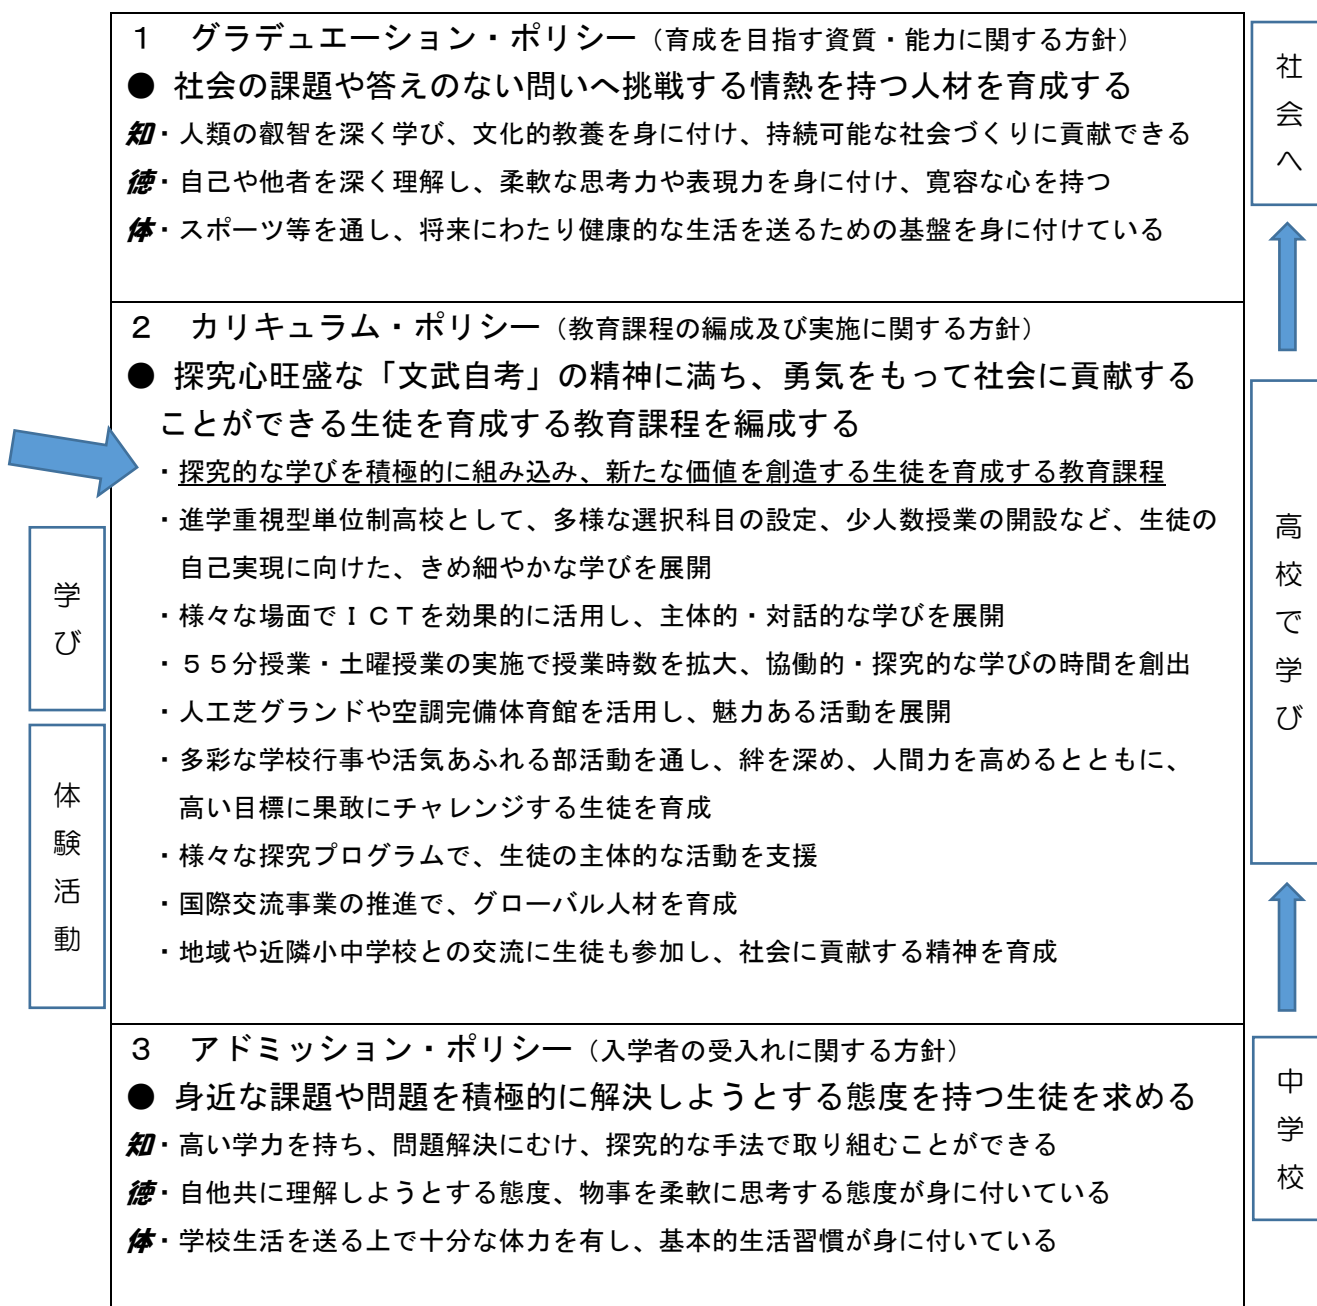 １　グラデュエーション・ポリシー（育成を目指す資質・能力に関する方針）
● 社会の課題や答えのない問いへ挑戦する情熱を持つ人材を育成する
知・人類の叡智を深く学び、文化的教養を身に付け、持続可能な社会づくりに貢献できる
徳・自己や他者を深く理解し、柔軟な思考力や表現力を身に付け、寛容な心を持つ
体・スポーツ等を通し、将来にわたり健康的な生活を送るための基盤を身に付けている
社会へ
２　カリキュラム・ポリシー（教育課程の編成及び実施に関する方針）
● 探究心旺盛な「文武自考」の精神に満ち、勇気をもって社会に貢献する
ことができる生徒を育成する教育課程を編成する
・探究的な学びを積極的に組み込み、新たな価値を創造する生徒を育成する教育課程
・進学重視型単位制高校として、多様な選択科目の設定、少人数授業の開設など、生徒の
自己実現に向けた、きめ細やかな学びを展開
・様々な場面でＩＣＴを効果的に活用し、主体的・対話的な学びを展開
・５５分授業・土曜授業の実施で授業時数を拡大、協働的・探究的な学びの時間を創出
・人工芝グランドや空調完備体育館を活用し、魅力ある活動を展開
・多彩な学校行事や活気あふれる部活動を通し、絆を深め、人間力を高めるとともに、
高い目標に果敢にチャレンジする生徒を育成
・様々な探究プログラムで、生徒の主体的な活動を支援
・国際交流事業の推進で、グローバル人材を育成
・地域や近隣小中学校との交流に生徒も参加し、社会に貢献する精神を育成
学び
体験活動
高校で学び
３　アドミッション・ポリシー（入学者の受入れに関する方針）
● 身近な課題や問題を積極的に解決しようとする態度を持つ生徒を求める
知・高い学力を持ち、問題解決にむけ、探究的な手法で取り組むことができる
徳・自他共に理解しようとする態度、物事を柔軟に思考する態度が身に付いている
体・学校生活を送る上で十分な体力を有し、基本的生活習慣が身に付いている
中学校